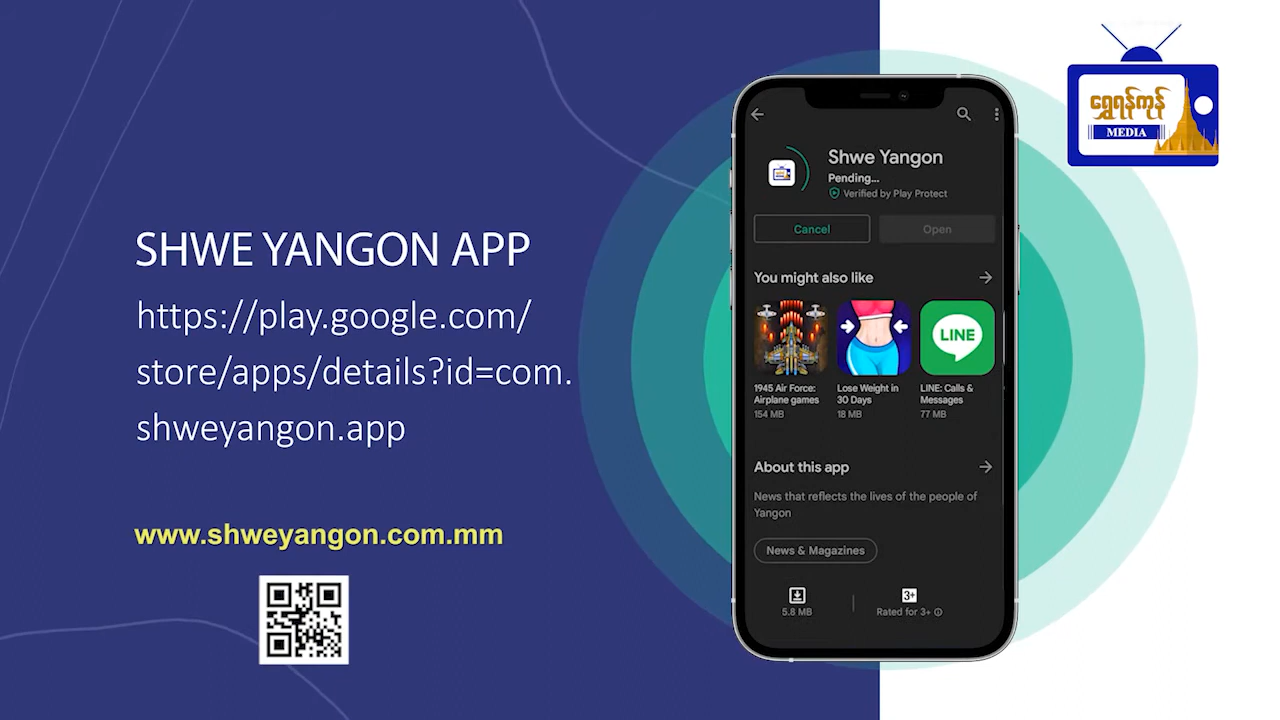 SHWE YANGON APP
https://play.google.com/
store/apps/details?id=com.
shweyangon.app
www.shweyangon.com.mm
ရွှေရန်ကုန်
MEDIA
Shwe Yangon
Pending...
Verified by Play Protect
Cancel
Open
You might also like
LINE
1945 Air Force: Airplane games
154 MB
Lose Weight in 30 Days
18 MB
LINE: Calls & Messages
77 MB
About this app
News that reflects the lives of the people of
Yangon
News & Magazines
3+
5.8 MB
Rated for 3+